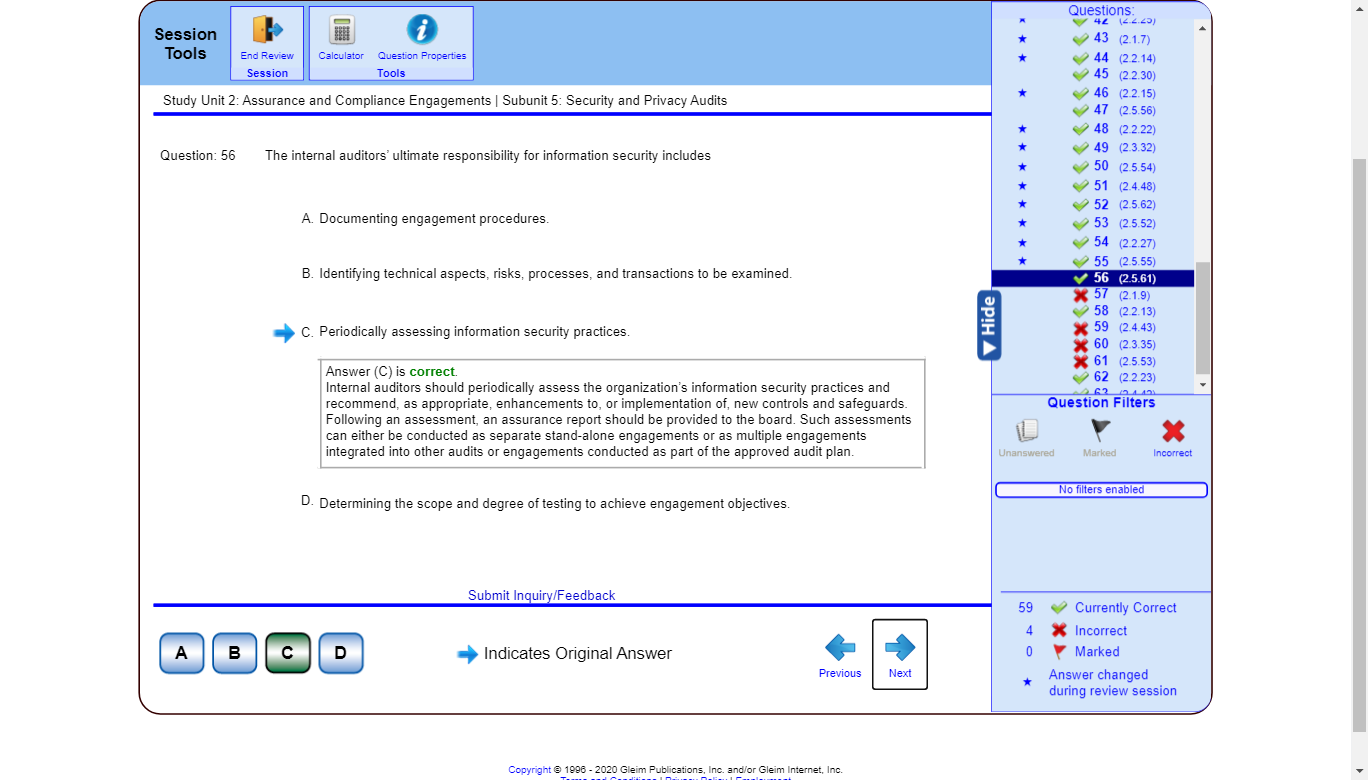 Session
Tools
End Review
Session
Calculator
Question Properties
Tools
Study Unit 2: Assurance and Compliance Engagements | Subunit 5: Security and Privacy Audits
Question: 56
The internal auditors' ultimate responsibility for information security includes
A. Documenting engagement procedures.
B. Identifying technical aspects, risks, processes, and transactions to be examined.
C. Periodically assessing information security practices.
Answer (C) is correct.
Internal auditors should periodically assess the organization's information security practices and
recommend, as appropriate, enhancements to, or implementation of, new controls and safeguards.
Following an assessment, an assurance report should be provided to the board. Such assessments
can either be conducted as separate stand-alone engagements or as multiple engagements
integrated into other audits or engagements conducted as part of the approved audit plan.
D. Determining the scope and degree of testing to achieve engagement objectives.
Submit Inquiry/Feedback
A
B
C
D
Indicates Original Answer
Previous
Next
Questions:
42 (2.2.25)
43 (2.1.7)
44 (2.2.14)
45 (2.2.30)
46 (2.2.15)
47 (2.5.56)
48 (2.2.22)
49 (2.3.32)
50 (2.5.54)
51 (2.4.48)
52 (2.5.62)
53 (2.5.52)
54 (2.2.27)
55 (2.5.55)
56 (2.5.61)
57 (2.1.9)
58 (2.2.13)
59 (2.4.43)
60 (2.3.35)
61 (2.5.53)
62 (2.2.23)
63 (2.4.42)
Hide
Question Filters
Unanswered
Marked
Incorrect
No filters enabled
59 Currently Correct
4 Incorrect
0 Marked
Answer changed
during review session
Copyright © 1996 - 2020 Gleim Publications, Inc. and/or Gleim Internet, Inc.
Terms and Conditions | Privacy Policy | Employment